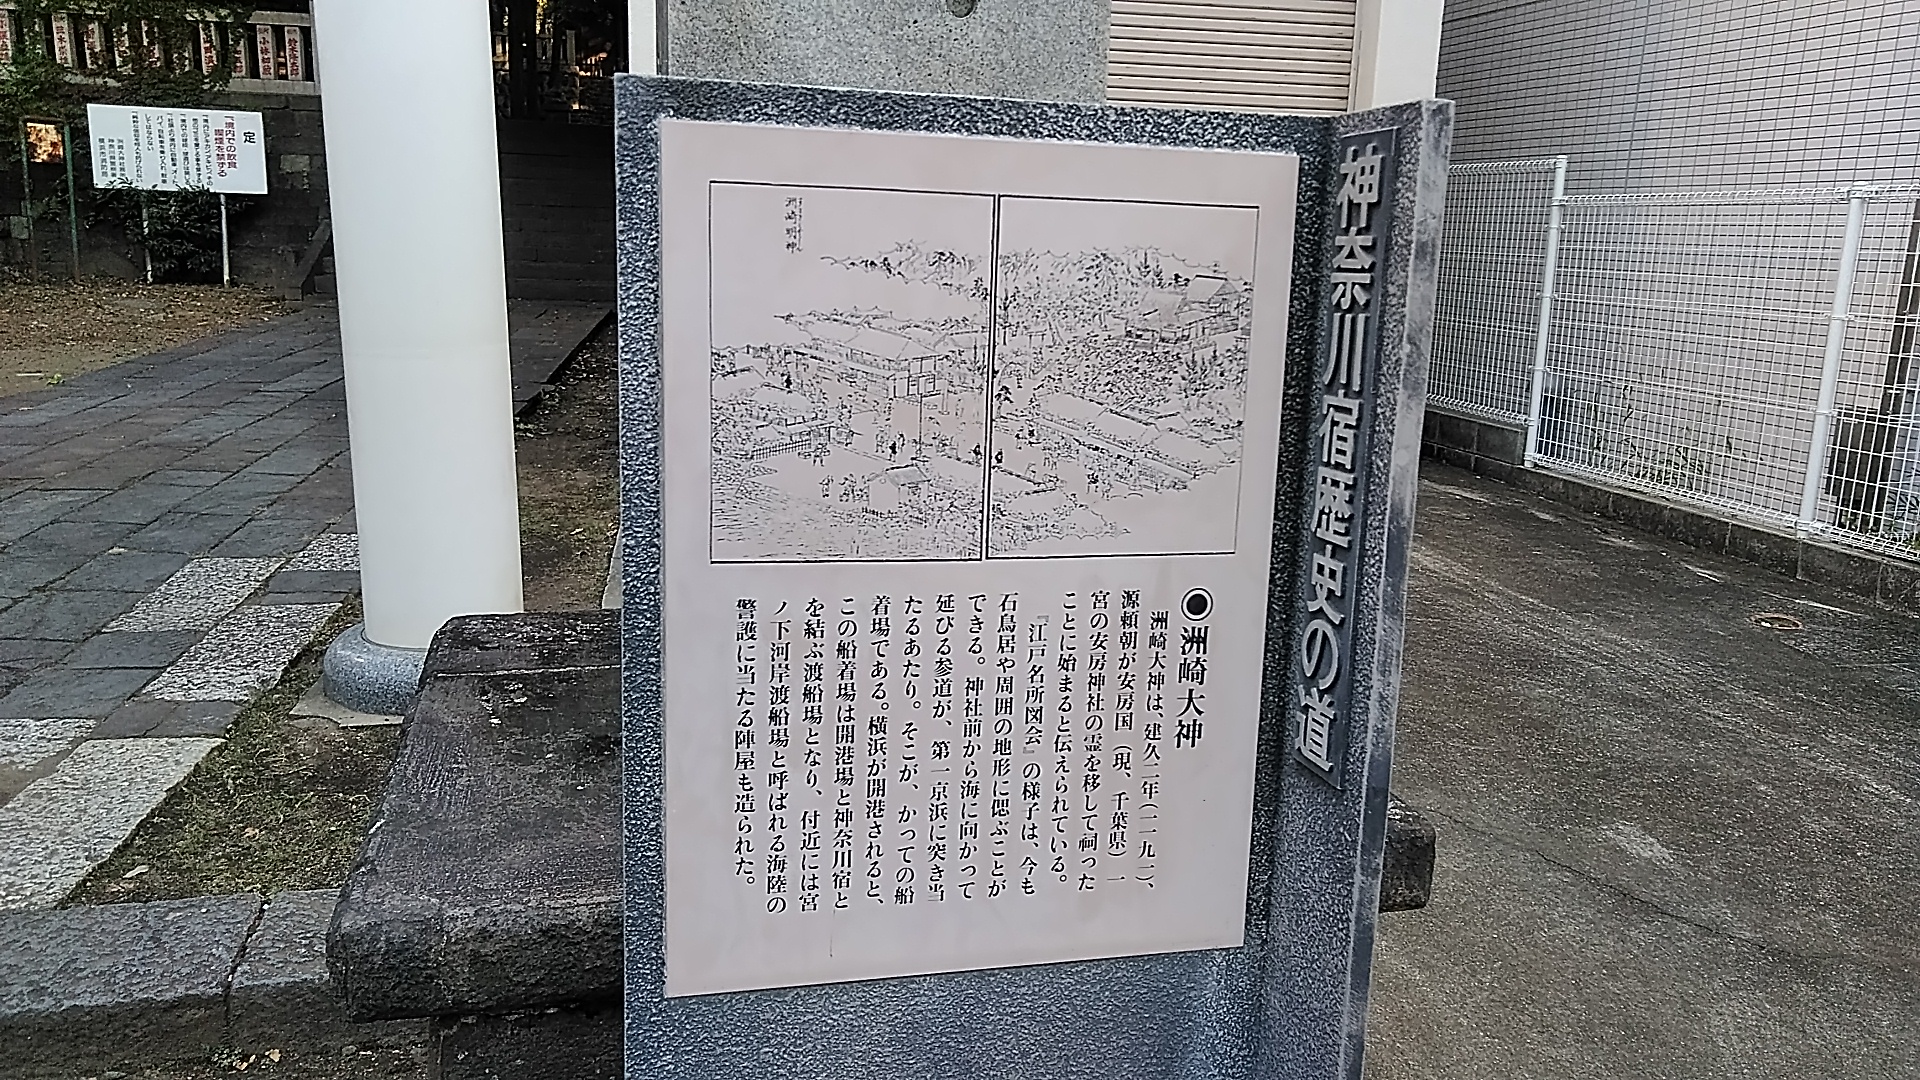 神奈川宿歴史の道
洲崎明神
洲崎大神
洲崎大神は、建久二年(一一九一)、
源頼朝が安房国(現、千葉県)一
宮の安房神社の霊を移して祠った
ことに始まると伝えられている。
『江戸名所図会』の様子は、今も
石鳥居や周囲の地形に偲ぶことが
できる。神社前から海に向かって
延びる参道が、第一京浜に突き当
たるあたり。そこが、かつての船
着場である。横浜が開港されると、
この船着場は開港場と神奈川宿と
を結ぶ渡船場となり、付近には宮
ノ下河岸渡船場と呼ばれる海陸の
警護に当たる陣屋も造られた。
定
一、境内での飲食
喫煙を禁ずる